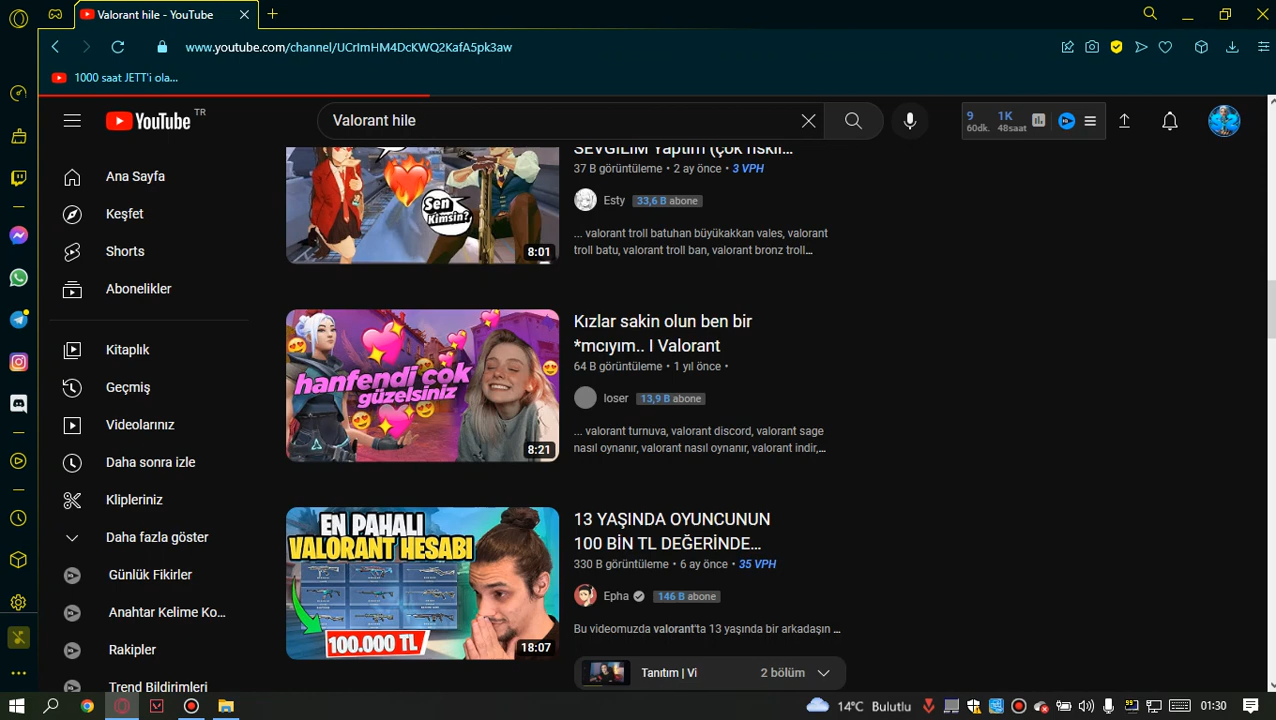 Valorant hile - YouTube
www.youtube.com/channel/UCrImHM4DcKWQ2KafA5pk3aw
1000 saat JETT'i ola...
YouTube TR
Valorant hile
9
60dk.
1K
48saat
Ana Sayfa
Keşfet
Shorts
Abonelikler
Kitaplık
Geçmiş
Videolarınız
Daha sonra izle
Klipleriniz
Daha fazla göster
Günlük Fikirler
Anahtar Kelime Ko...
Rakipler
Trend Bildirimleri
Sen
Kimsin?
8:01
SEVGİLİM Yaptım (çok riskli...
37 B görüntüleme • 2 ay önce • 3 VPH
Esty 33,6 B abone
... valorant troll batuhan büyükakkan vales, valorant
troll batu, valorant troll ban, valorant bronz troll...
hanfendi çok
güzelsiniz
8:21
Kızlar sakin olun ben bir
*mcıyım.. I Valorant
64 B görüntüleme • 1 yıl önce •
loser 13,9 B abone
... valorant turnuva, valorant discord, valorant sage
nasıl oynanır, valorant nasıl oynanır, valorant indir,...
EN PAHALI
VALORANT HESABI
100.000 TL
18:07
13 YAŞINDA OYUNCUNUN
100 BİN TL DEĞERİNDE...
330 B görüntüleme • 6 ay önce • 35 VPH
Epha 146 B abone
Bu videomuzda valorant'ta 13 yaşında bir arkadaşın ...
Tanıtım | Vi 2 bölüm
14°C Bulutlu
01:30